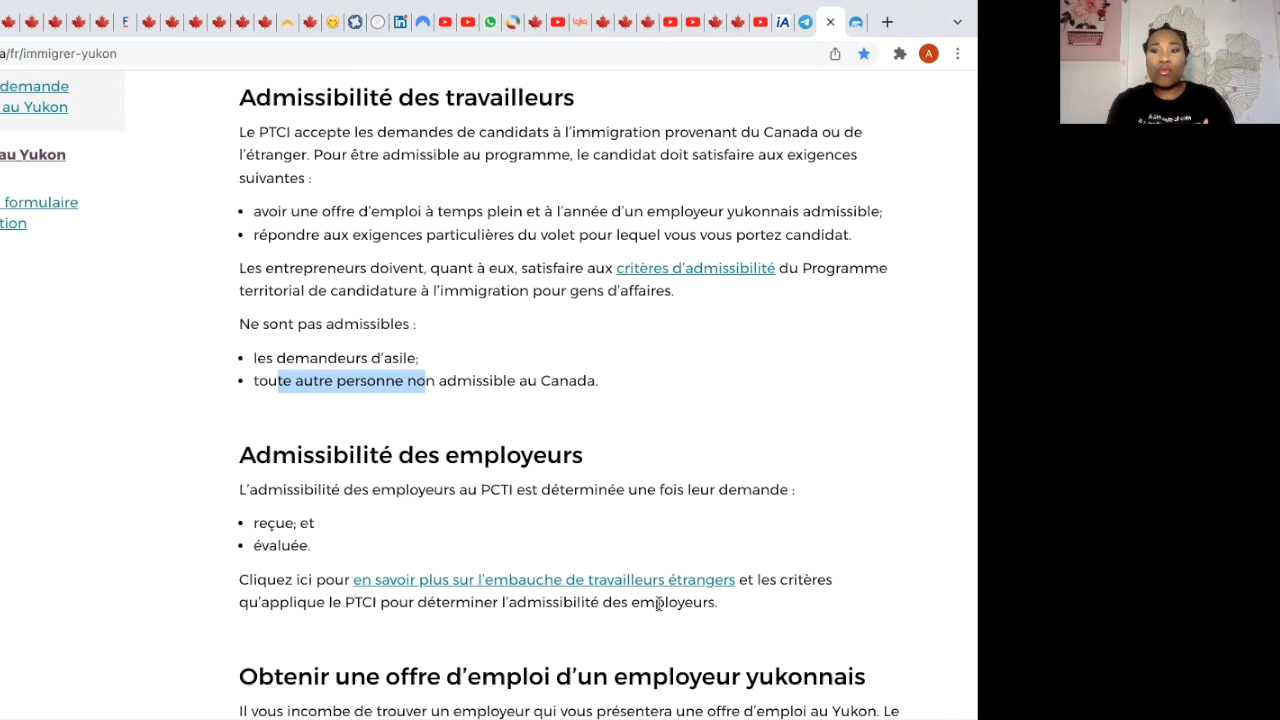 a/fr/immigrer-yukon
A
demande
au Yukon
au Yukon
formulaire
tion
Admissibilité des travailleurs
Le PTCI accepte les demandes de candidats à l’immigration provenant du Canada ou de
l’étranger. Pour être admissible au programme, le candidat doit satisfaire aux exigences
suivantes :
• avoir une offre d’emploi à temps plein et à l’année d’un employeur yukonnais admissible;
• répondre aux exigences particulières du volet pour lequel vous vous portez candidat.
Les entrepreneurs doivent, quant à eux, satisfaire aux critères d’admissibilité du Programme
territorial de candidature à l’immigration pour gens d’affaires.
Ne sont pas admissibles :
• les demandeurs d’asile;
• toute autre personne non admissible au Canada.
Admissibilité des employeurs
L’admissibilité des employeurs au PCTI est déterminée une fois leur demande :
• reçue; et
• évaluée.
Cliquez ici pour en savoir plus sur l’embauche de travailleurs étrangers et les critères
qu’applique le PTCI pour déterminer l’admissibilité des employeurs.
Obtenir une offre d’emploi d’un employeur yukonnais
Il vous incombe de trouver un employeur qui vous présentera une offre d’emploi au Yukon. Le